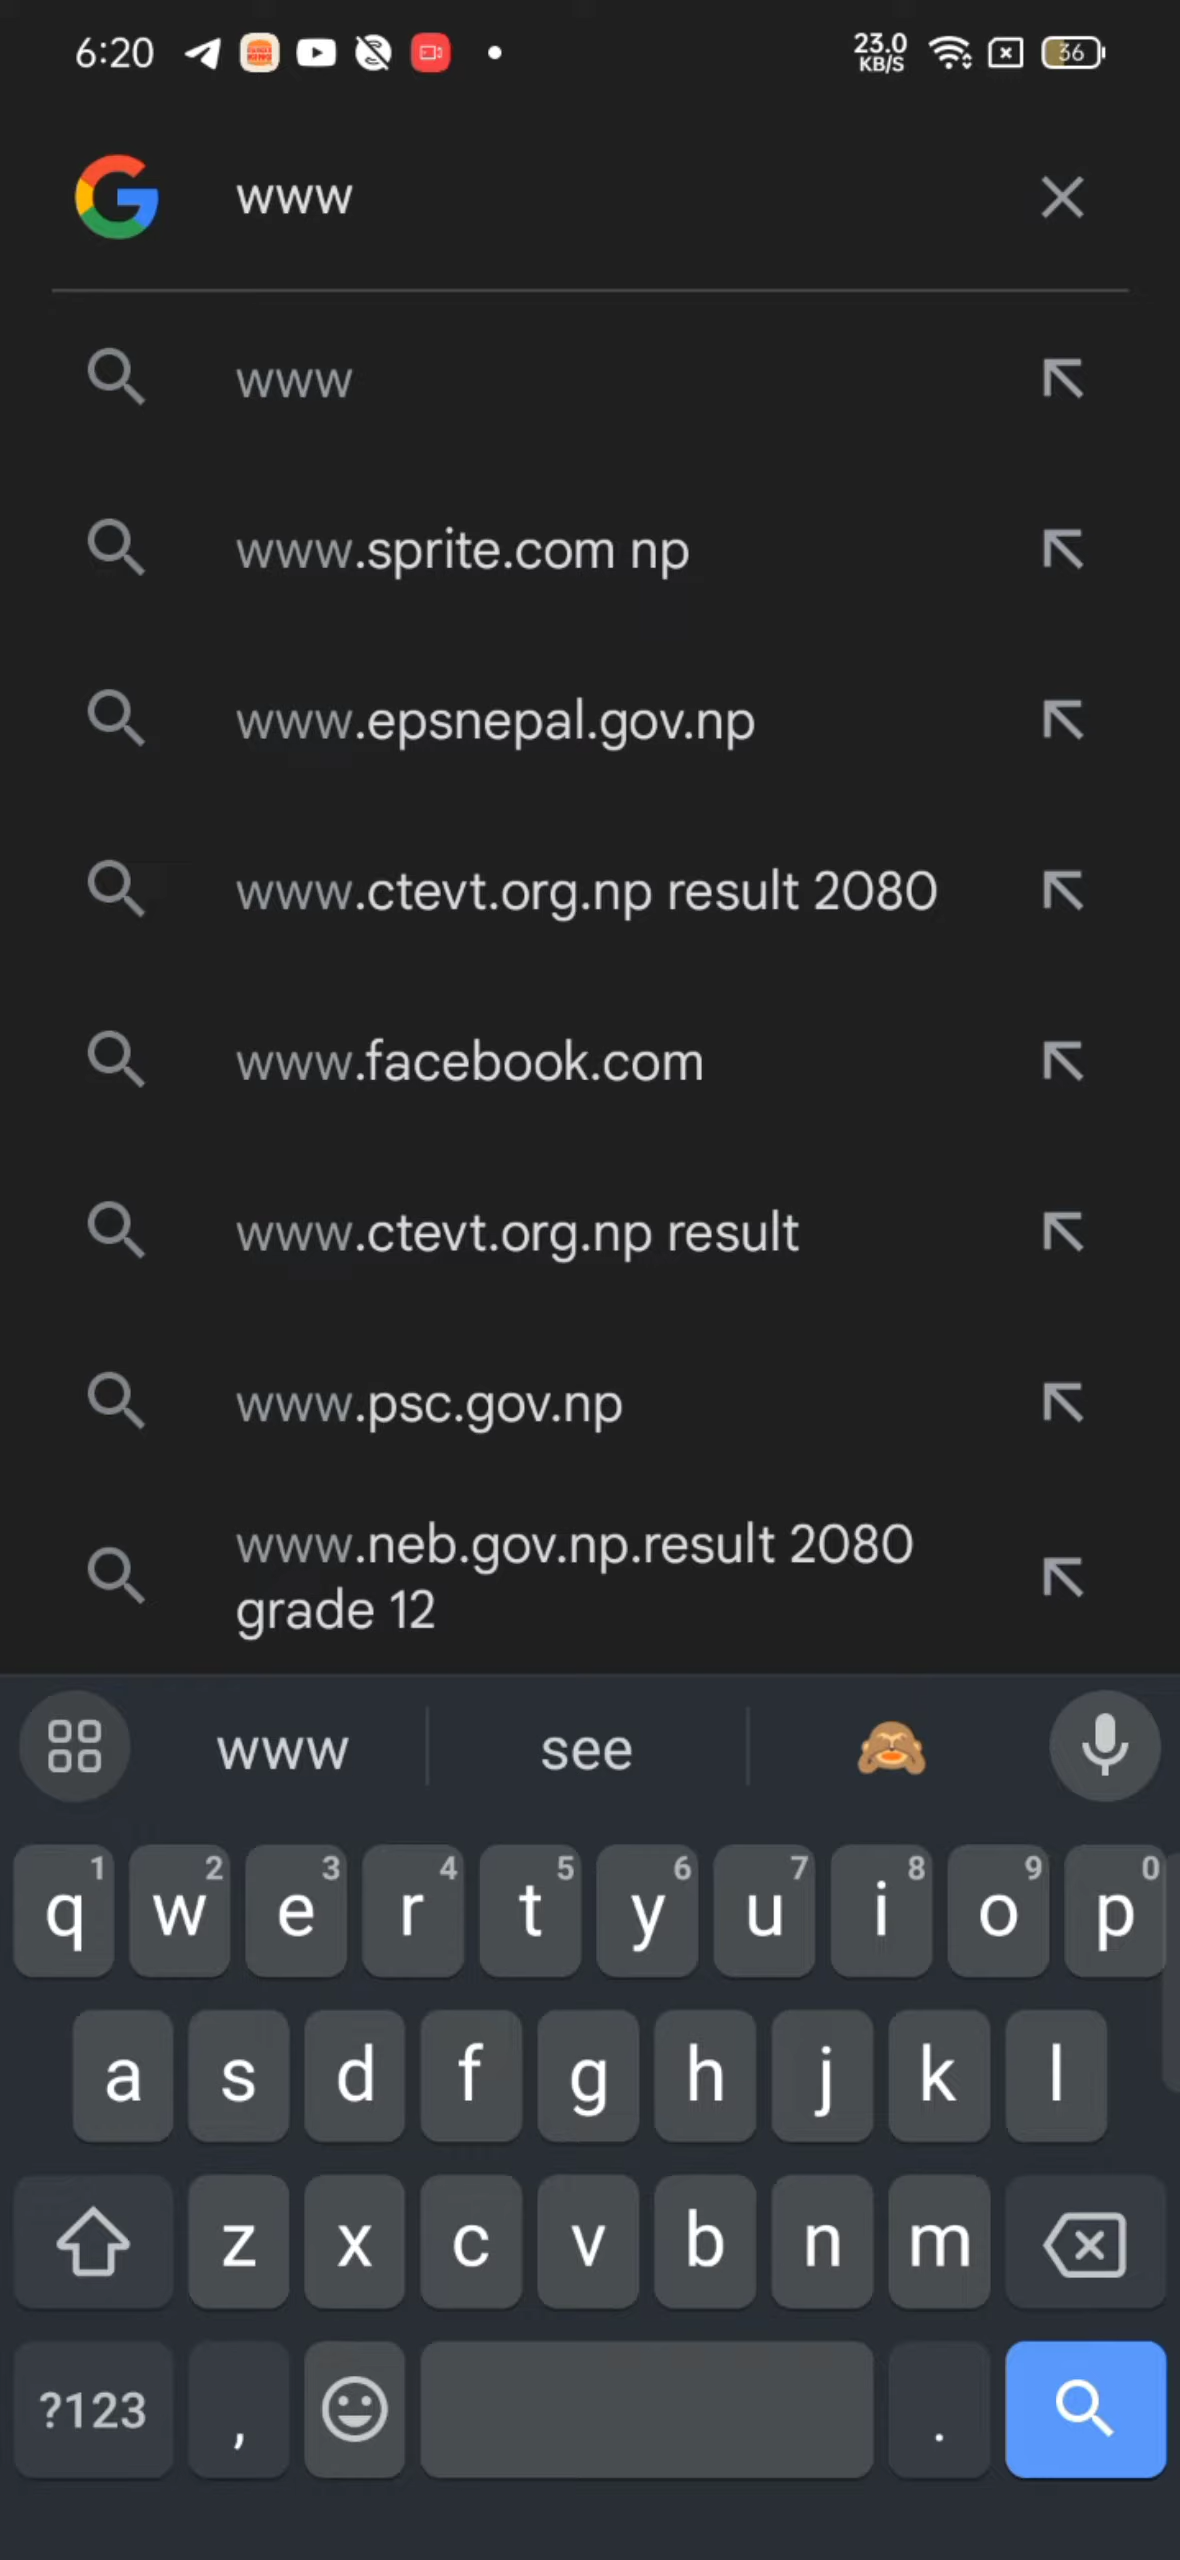 6:20
23.0
KB/S
36
www
www
www.sprite.com np
www.epsnepal.gov.np
www.ctevt.org.np result 2080
www.facebook.com
www.ctevt.org.np result
www.psc.gov.np
www.neb.gov.np.result 2080
grade 12
www see
1 2 3 4 5 6 7 8 9 0
q w e r t y u i o p
a s d f g h j k l
z x c v b n m
?123 , .